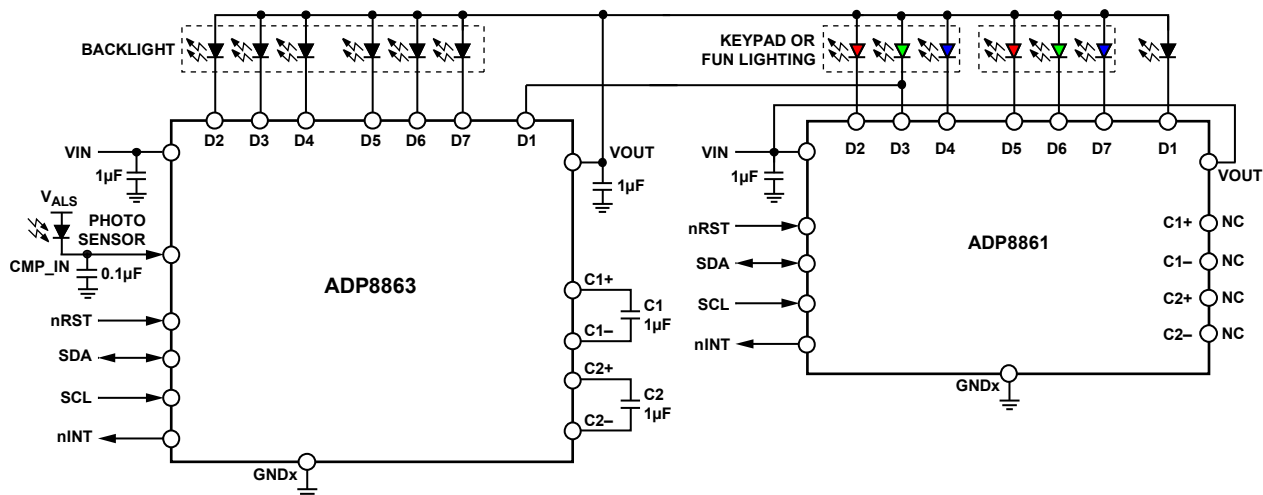 BACKLIGHT
KEYPAD OR
FUN LIGHTING
D2 D3 D4 D5 D6 D7 D1
VIN
1µF
VOUT
1µF
VALS
PHOTO
SENSOR
CMP_IN
0.1µF
ADP8863
C1+
C1
1µF
C1–
C2+
C2
1µF
C2–
nRST
SDA
SCL
nINT
GNDx
D2 D3 D4 D5 D6 D7 D1
VIN
1µF
VOUT
ADP8861
nRST
SDA
SCL
nINT
C1+ NC
C1– NC
C2+ NC
C2– NC
GNDx